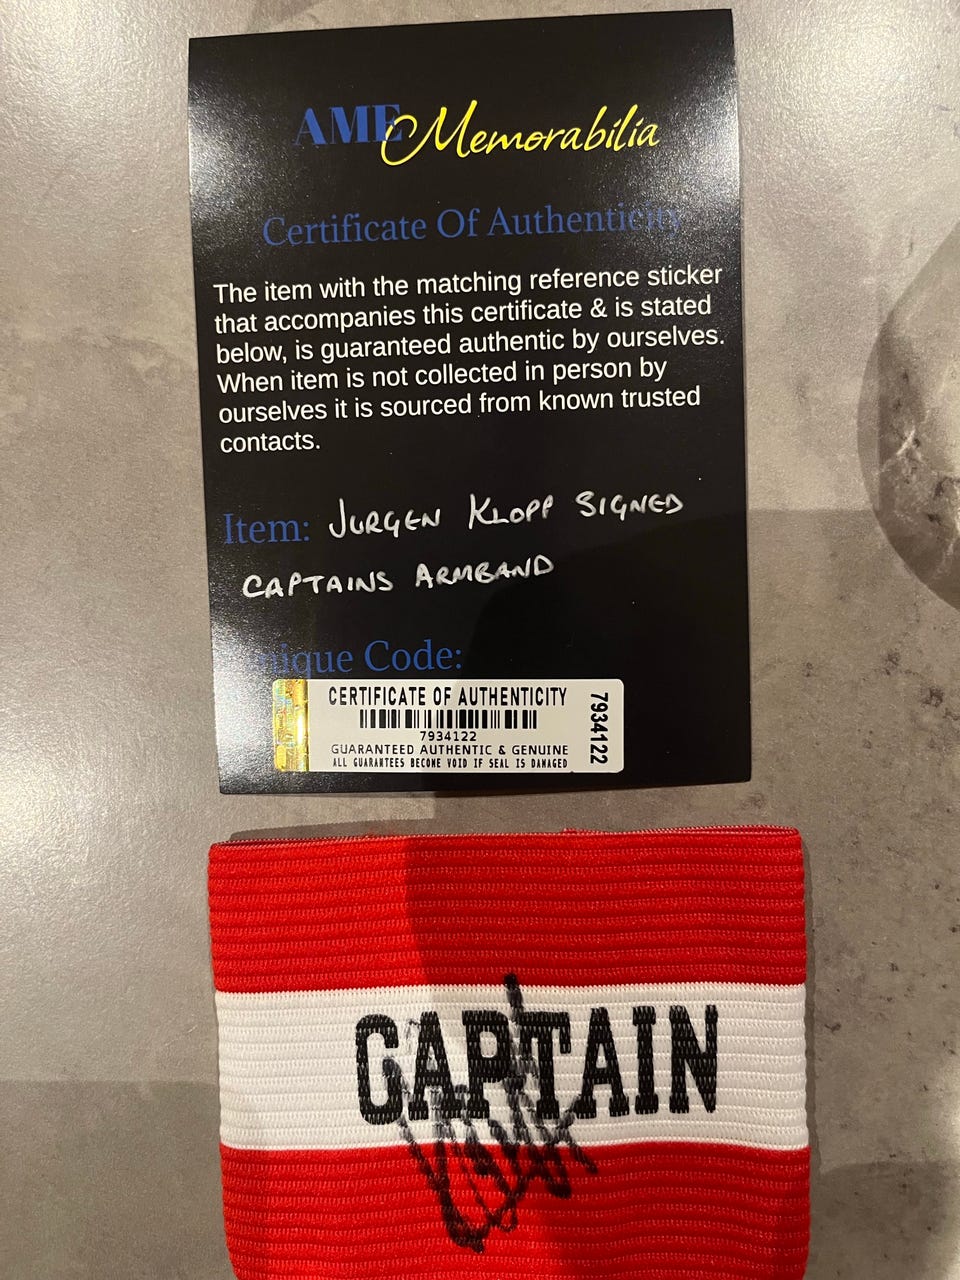 AME Memorabilia
Certificate Of Authenticity
The item with the matching reference sticker
that accompanies this certificate & is stated
below, is guaranteed authentic by ourselves.
When item is not collected in person by
ourselves it is sourced from known trusted
contacts.
Item: JURGEN KLOPP SIGNED
CAPTAINS ARMBAND
Unique Code:
CERTIFICATE OF AUTHENTICITY
7934122
GUARANTEED AUTHENTIC & GENUINE
ALL GUARANTEES BECOME VOID IF SEAL IS DAMAGED
7934122
CAPTAIN